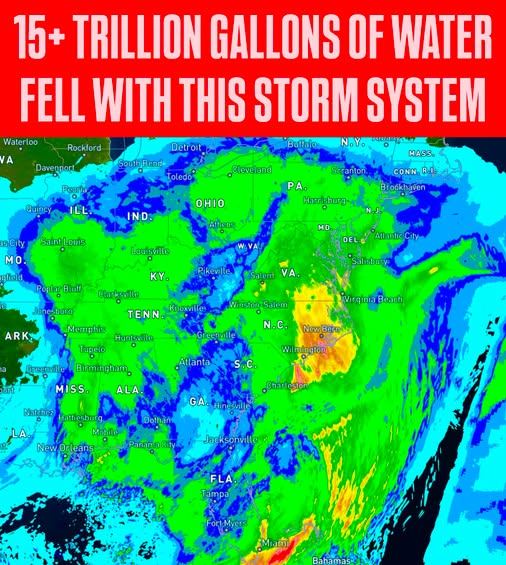 15+ TRILLION GALLONS OF WATER
FELL WITH THIS STORM SYSTEM
Waterloo
Rockford
Detroit
Buffalo
N.Y.
MASS.
Davenport
South Bend
Toledo
Cleveland
Scranton
CONN. R.I.
Peoria
PA.
Brookhaven
Quincy
ILL.
IND.
OHIO
Harrisburg
N.J.
Athens
MD.
DEL.
Atlantic City
Saint Louis
Louisville
W.VA
Salisbury
MO.
KY.
Pikeville
Salem
VA.
Poplar Bluff
Clarksville
Virginia Beach
Jonesburg
TENN.
Knoxville
Winston-Salem
N.C.
New Bern
ARK.
Memphis
Huntsville
Greenville
Wilmington
Tupelo
Atlanta
S.C.
Greenville
Birmingham
Charleston
MISS.
ALA.
GA.
Hinesville
Natchez
Hattiesburg
Dothan
LA.
Mobile
Jacksonville
New Orleans
Panama City
FLA.
Tampa
Fort Myers
Miami
Bahamas